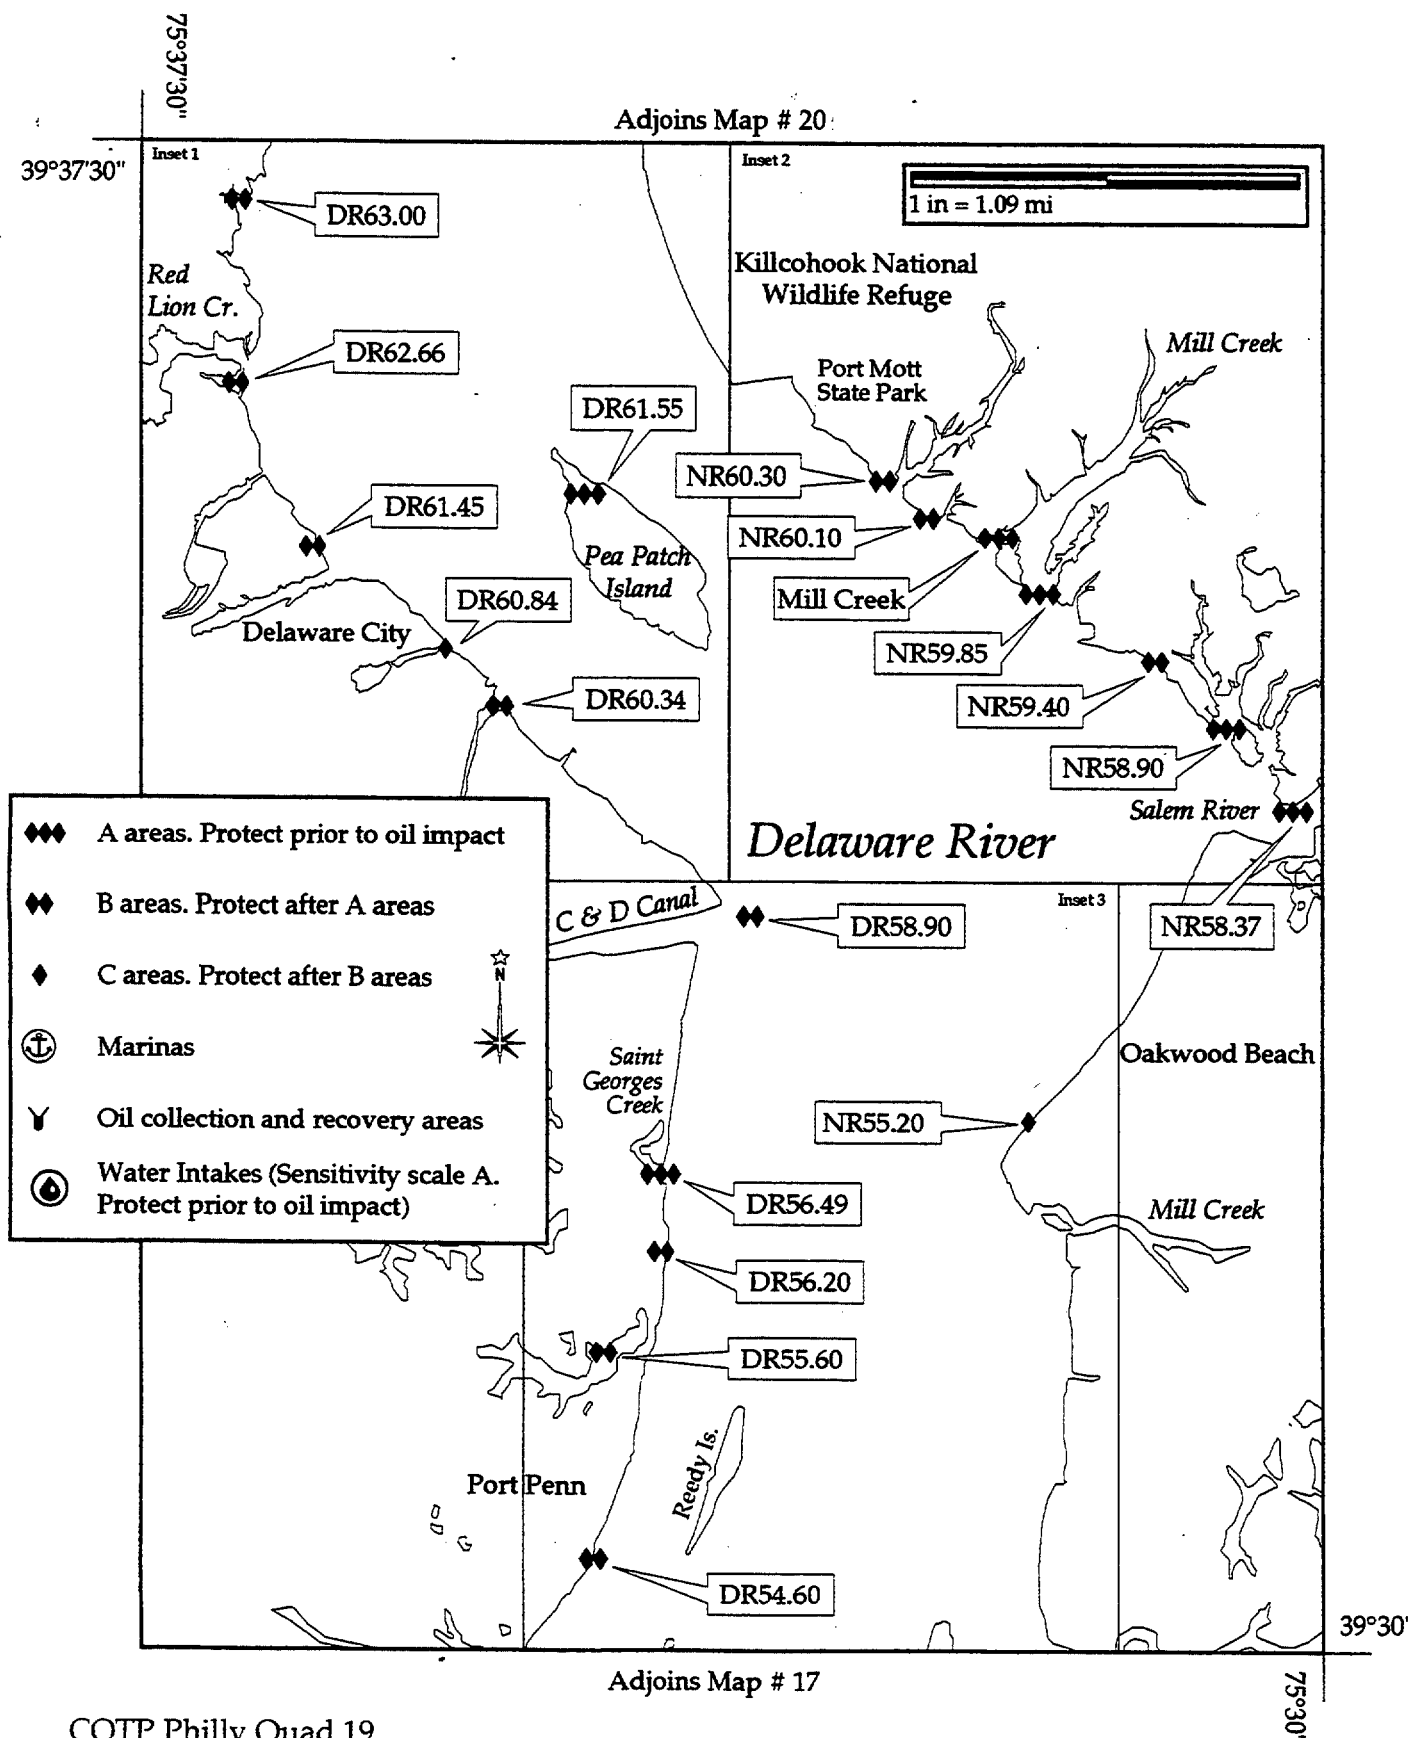 75°37'30"
Adjoins Map # 20
39°37'30"
Inset 1
Inset 2
1 in = 1.09 mi
DR63.00
Red
Lion Cr.
Killcohook National
Wildlife Refuge
DR62.66
Mill Creek
Port Mott
State Park
DR61.55
NR60.30
DR61.45
NR60.10
Pea Patch
Island
Mill Creek
DR60.84
Delaware City
NR59.85
DR60.34
NR59.40
NR58.90
Salem River
Delaware River
A areas. Protect prior to oil impact
B areas. Protect after A areas
C areas. Protect after B areas
N
Marinas
Oil collection and recovery areas
Water Intakes (Sensitivity scale A.
Protect prior to oil impact)
C & D Canal
Inset 3
DR58.90
NR58.37
Saint
Georges
Creek
Oakwood Beach
NR55.20
DR56.49
Mill Creek
DR56.20
DR55.60
Reedy Is.
Port Penn
DR54.60
39°30'
Adjoins Map # 17
75°30'
COTP Philly Quad 19